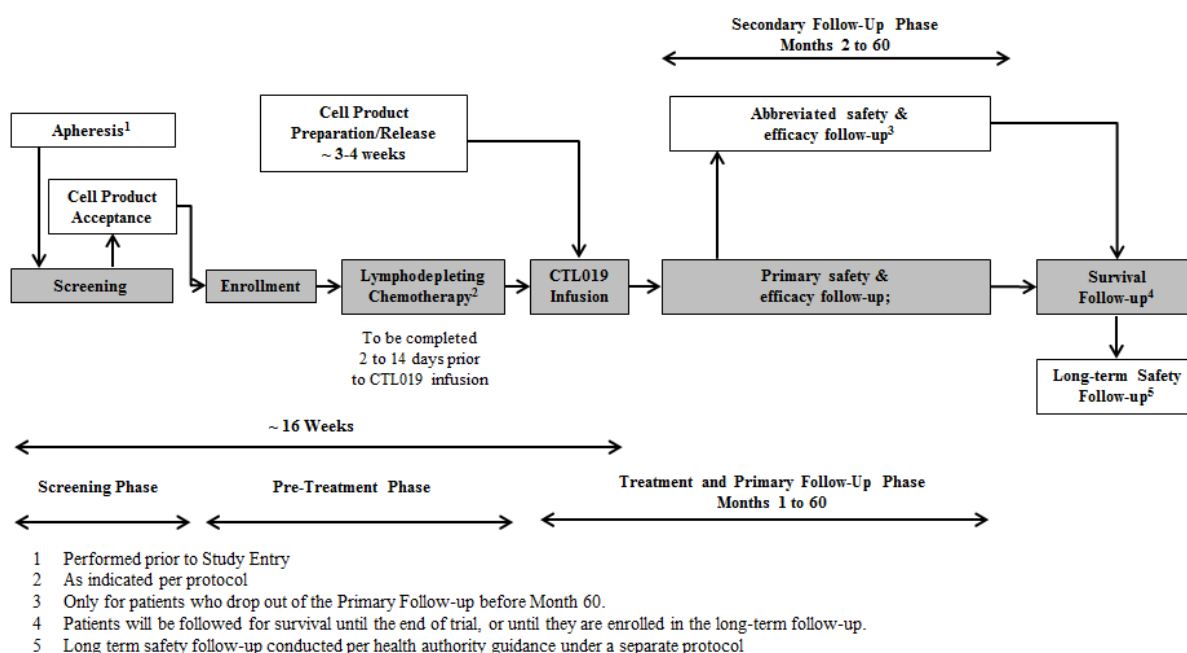 Secondary Follow-Up Phase
Months 2 to 60
Apheresis1
Cell Product
Preparation/Release
~ 3-4 weeks
Abbreviated safety &
efficacy follow-up3
Cell Product
Acceptance
Screening
Enrollment
Lymphodepleting
Chemotherapy2
CTL019
Infusion
Primary safety &
efficacy follow-up;
Survival
Follow-up4
To be completed
2 to 14 days prior
to CTL019 infusion
Long-term Safety
Follow-up5
~ 16 Weeks
Screening Phase
Pre-Treatment Phase
Treatment and Primary Follow-Up Phase
Months 1 to 60
1 Performed prior to Study Entry
2 As indicated per protocol
3 Only for patients who drop out of the Primary Follow-up before Month 60.
4 Patients will be followed for survival until the end of trial, or until they are enrolled in the long-term follow-up.
5 Long term safety follow-up conducted per health authority guidance under a separate protocol